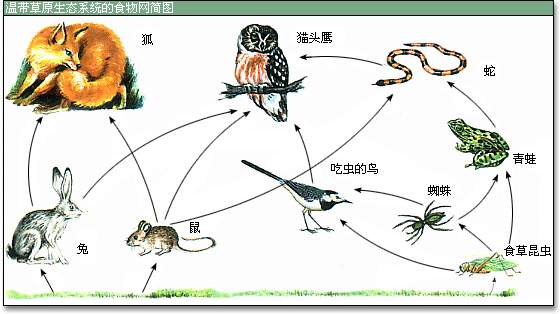 温带草原生态系统的食物网简图
狐
猫头鹰
蛇
吃虫的鸟
青蛙
蜘蛛
兔
鼠
食草昆虫